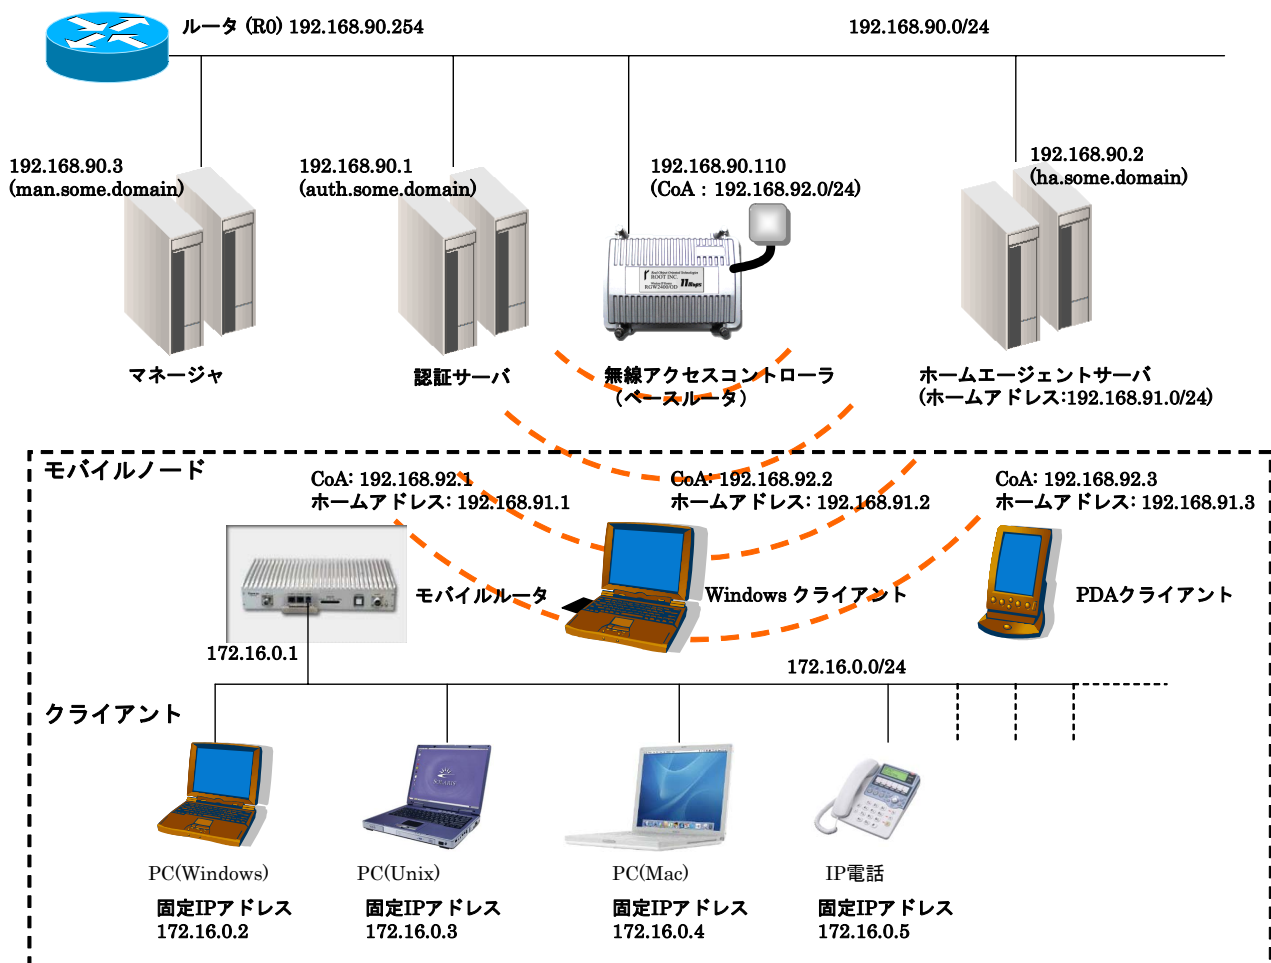 ルータ (R0) 192.168.90.254
192.168.90.0/24
192.168.90.3
(man.some.domain)
192.168.90.1
(auth.some.domain)
192.168.90.110
(CoA : 192.168.92.0/24)
192.168.90.2
(ha.some.domain)
ROOT INC.
11Mbps
RGW2400/OD
マネージャ
認証サーバ
無線アクセスコントローラ
（ベースルータ）
ホームエージェントサーバ
(ホームアドレス:192.168.91.0/24)
モバイルノード
CoA: 192.168.92.1
ホームアドレス: 192.168.91.1
CoA: 192.168.92.2
ホームアドレス: 192.168.91.2
CoA: 192.168.92.3
ホームアドレス: 192.168.91.3
モバイルルータ
Windows クライアント
PDAクライアント
172.16.0.1
172.16.0.0/24
クライアント
PC(Windows)
PC(Unix)
PC(Mac)
IP電話
固定IPアドレス
172.16.0.2
固定IPアドレス
172.16.0.3
固定IPアドレス
172.16.0.4
固定IPアドレス
172.16.0.5